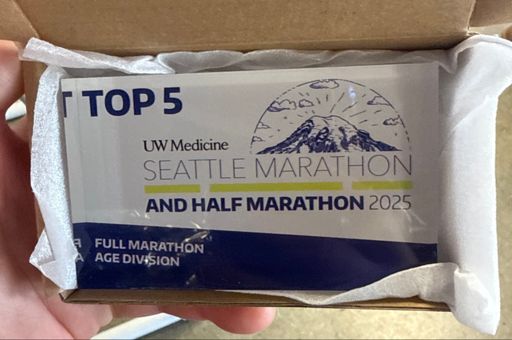 TOP 5
UW Medicine
SEATTLE MARATHON
AND HALF MARATHON 2025
FULL MARATHON
AGE DIVISION